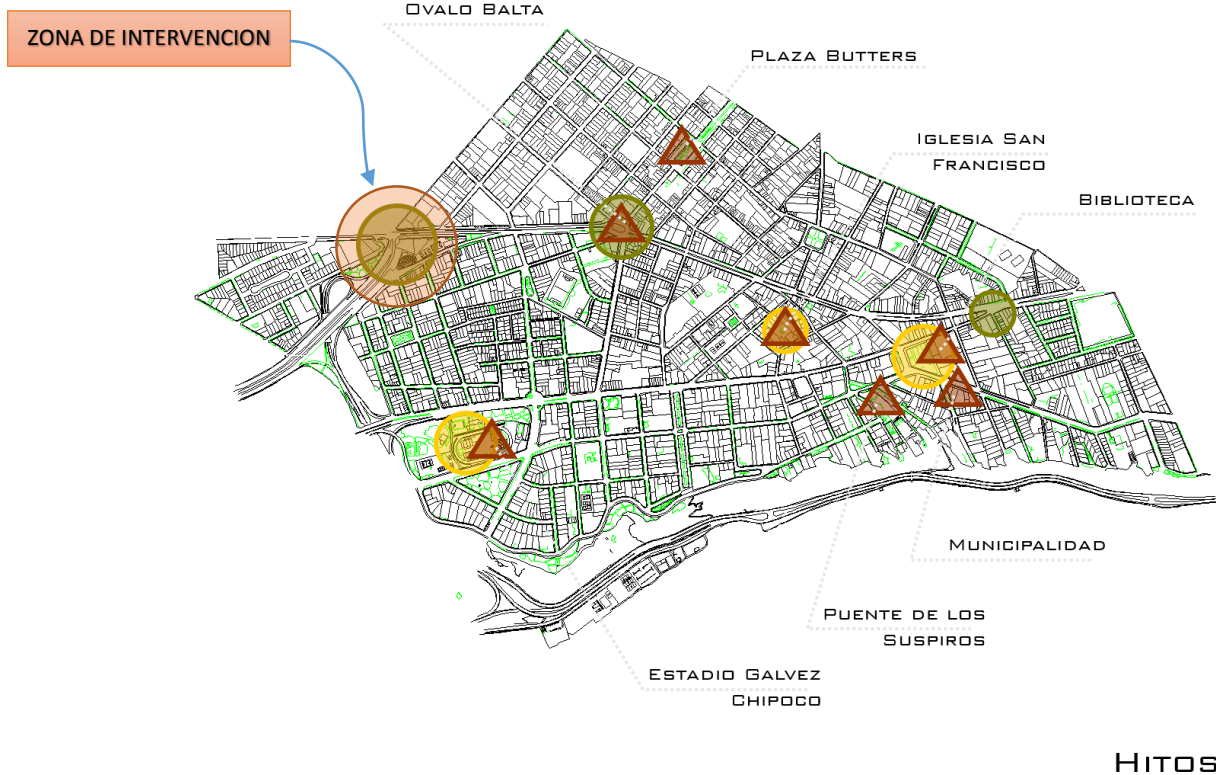 OVALO BALTA
ZONA DE INTERVENCION
PLAZA BUTTERS
IGLESIA SAN
FRANCISCO
BIBLIOTECA
MUNICIPALIDAD
PUENTE DE LOS
SUSPIROS
ESTADIO GALVEZ
CHIPOCO
HITOS